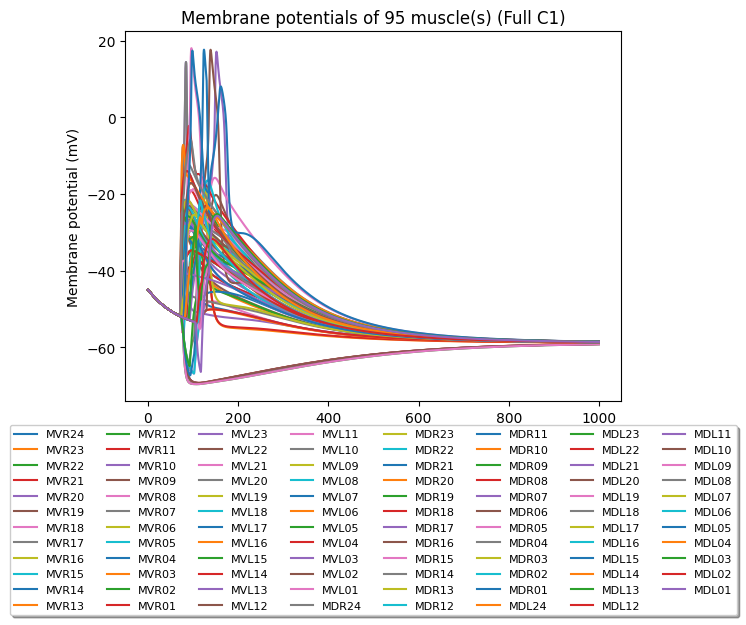 Membrane potentials of 95 muscle(s) (Full C1)
20
0
−20
−40
−60
Membrane potential (mV)
0 200 400 600 800 1000
MVR24 MVR12 MVL23 MVL11 MDR23 MDR11 MDL23 MDL11
MVR23 MVR11 MVL22 MVL10 MDR22 MDR10 MDL22 MDL10
MVR22 MVR10 MVL21 MVL09 MDR21 MDR09 MDL21 MDL09
MVR21 MVR09 MVL20 MVL08 MDR20 MDR08 MDL20 MDL08
MVR20 MVR08 MVL19 MVL07 MDR19 MDR07 MDL19 MDL07
MVR19 MVR07 MVL18 MVL06 MDR18 MDR06 MDL18 MDL06
MVR18 MVR06 MVL17 MVL05 MDR17 MDR05 MDL17 MDL05
MVR17 MVR05 MVL16 MVL04 MDR16 MDR04 MDL16 MDL04
MVR16 MVR04 MVL15 MVL03 MDR15 MDR03 MDL15 MDL03
MVR15 MVR03 MVL14 MVL02 MDR14 MDR02 MDL14 MDL02
MVR14 MVR02 MVL13 MVL01 MDR13 MDR01 MDL13 MDL01
MVR13 MVR01 MVL12 MDR24 MDR12 MDL24 MDL12